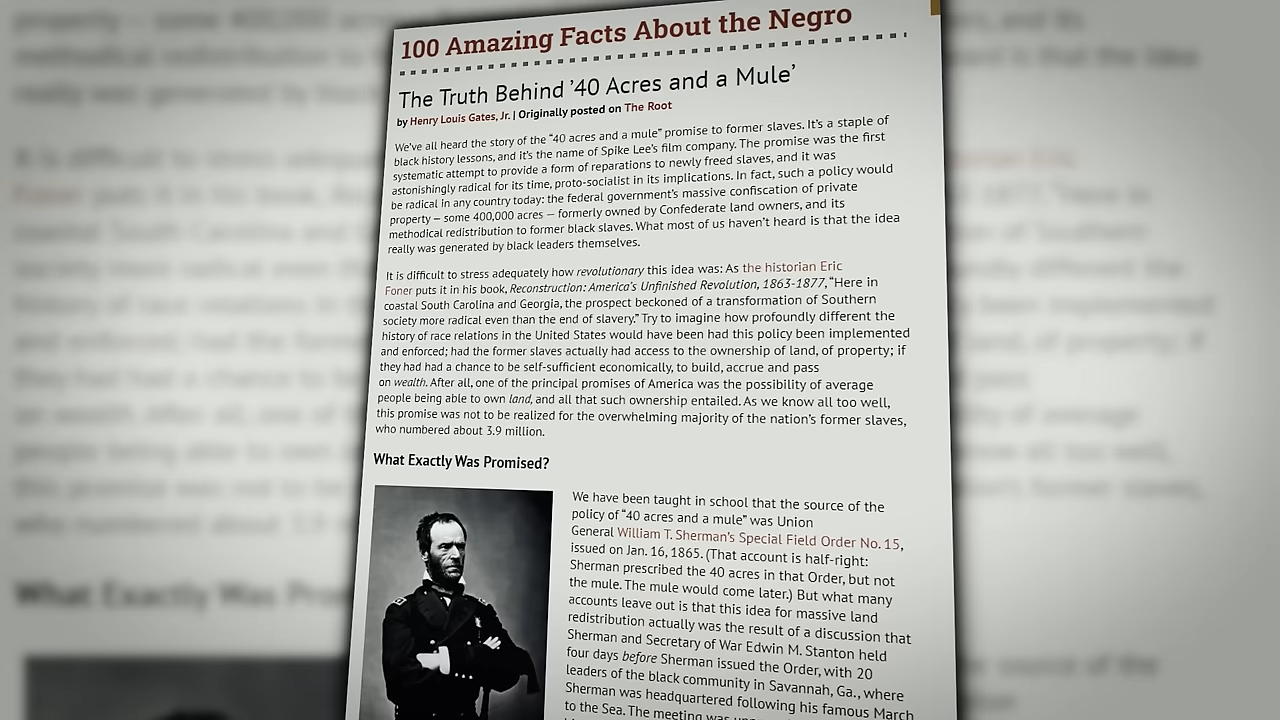 100 Amazing Facts About the Negro
The Truth Behind '40 Acres and a Mule'
by Henry Louis Gates, Jr. | Originally posted on The Root
We've all heard the story of the “40 acres and a mule” promise to former slaves. It's a staple of
black history lessons, and it's the name of Spike Lee's film company. The promise was the first
systematic attempt to provide a form of reparations to newly freed slaves, and it was
astonishingly radical for its time, proto-socialist in its implications. In fact, such a policy would
be radical in any country today: the federal government's massive confiscation of private
property — some 400,000 acres — formerly owned by Confederate land owners, and its
methodical redistribution to former black slaves. What most of us haven't heard is that the idea
really was generated by black leaders themselves.
It is difficult to stress adequately how revolutionary this idea was: As the historian Eric
Foner puts it in his book, Reconstruction: America's Unfinished Revolution, 1863-1877, “Here in
coastal South Carolina and Georgia, the prospect beckoned of a transformation of Southern
society more radical even than the end of slavery.” Try to imagine how profoundly different the
history of race relations in the United States would have been had this policy been implemented
and enforced; had the former slaves actually had access to the ownership of land, of property; if
they had had a chance to be self-sufficient economically, to build, accrue and pass
on wealth. After all, one of the principal promises of America was the possibility of average
people being able to own land, and all that such ownership entailed. As we know all too well,
this promise was not to be realized for the overwhelming majority of the nation's former slaves,
who numbered about 3.9 million.
What Exactly Was Promised?
We have been taught in school that the source of the
policy of “40 acres and a mule” was Union
General William T. Sherman's Special Field Order No. 15,
issued on Jan. 16, 1865. (That account is half-right:
Sherman prescribed the 40 acres in that Order, but not
the mule. The mule would come later.) But what many
accounts leave out is that this idea for massive land
redistribution actually was the result of a discussion that
Sherman and Secretary of War Edwin M. Stanton held
four days before Sherman issued the Order, with 20
leaders of the black community in Savannah, Ga., where
Sherman was headquartered following his famous March
to the Sea. The meeting was